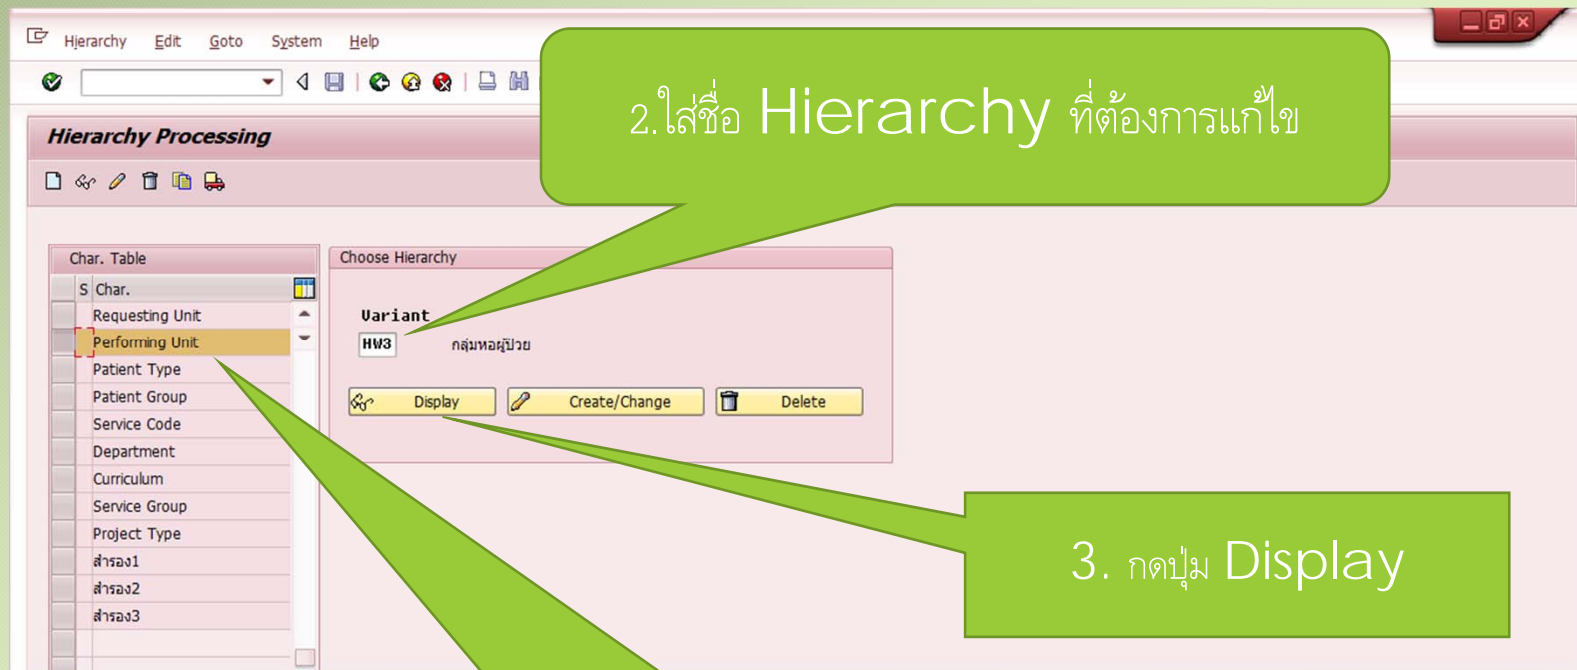 Hierarchy Edit Goto System Help
2.ใส่ชื่อ Hierarchy ที่ต้องการแก้ไข
Hierarchy Processing
Char. Table
S Char.
Requesting Unit
Performing Unit
Patient Type
Patient Group
Service Code
Department
Curriculum
Service Group
Project Type
สำรอง1
สำรอง2
สำรอง3
Choose Hierarchy
Variant
HW3 กลุ่มหอผู้ป่วย
Display Create/Change Delete
3. กดปุ่ม Display